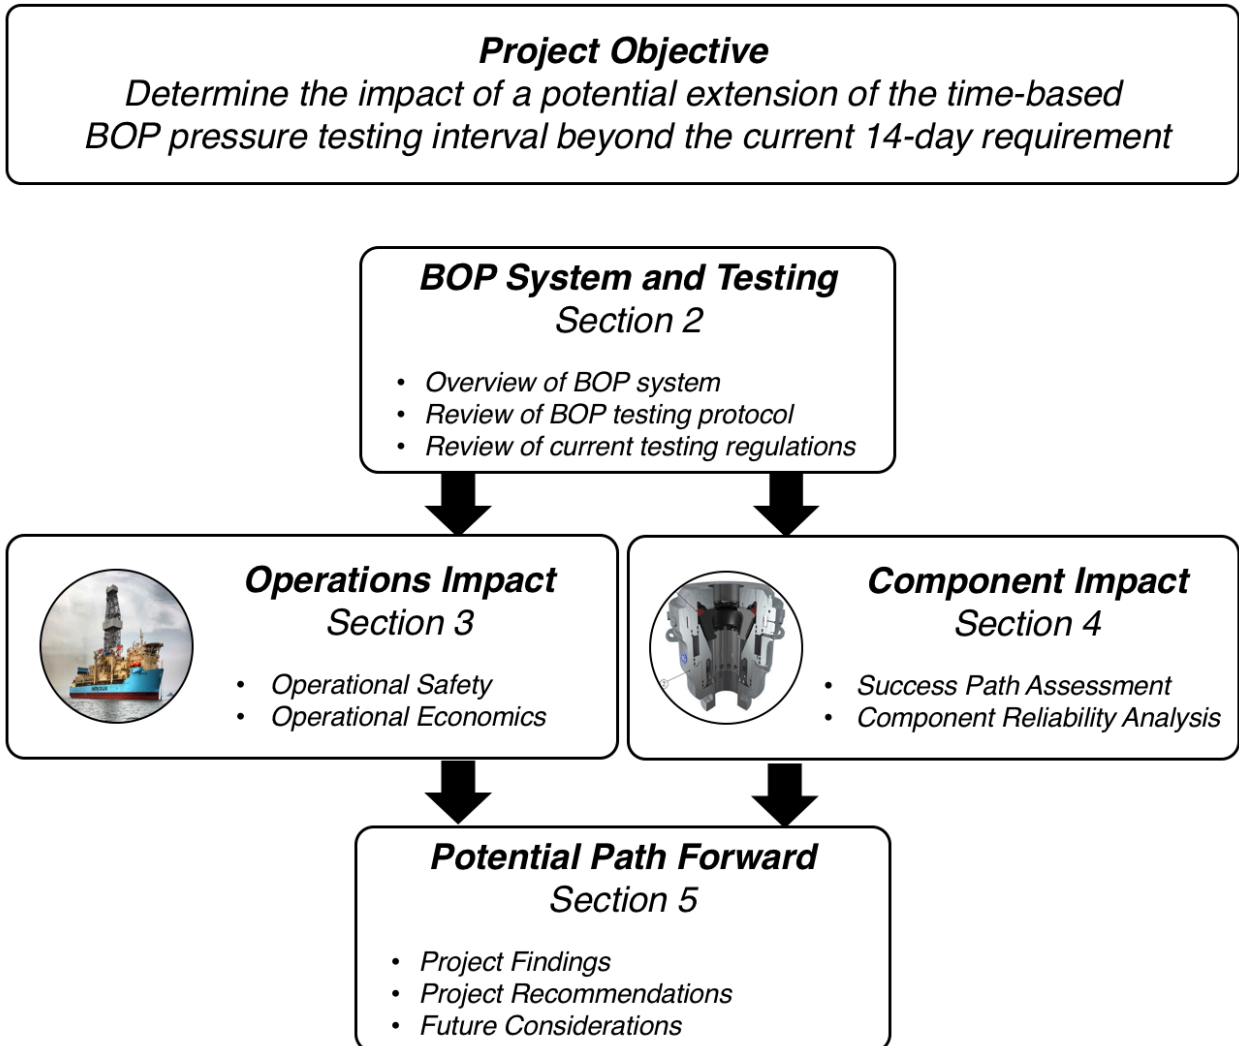 Project Objective
Determine the impact of a potential extension of the time-based
BOP pressure testing interval beyond the current 14-day requirement
BOP System and Testing
Section 2
• Overview of BOP system
• Review of BOP testing protocol
• Review of current testing regulations
Operations Impact
Section 3
• Operational Safety
• Operational Economics
Component Impact
Section 4
• Success Path Assessment
• Component Reliability Analysis
Potential Path Forward
Section 5
• Project Findings
• Project Recommendations
• Future Considerations